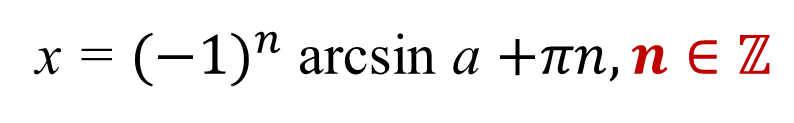 x = (−1)ⁿ arcsin a +πn, n ∈ ℤ